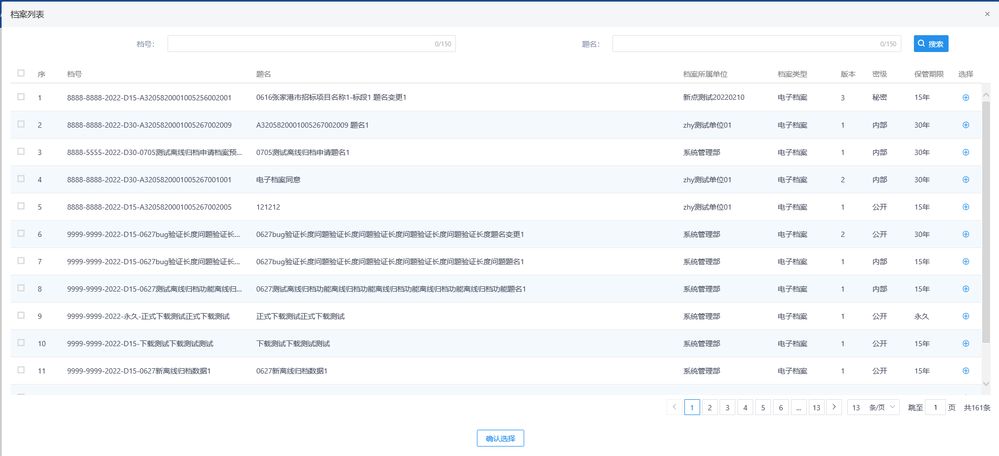 档案列表
档号： 0/150 题名： 0/150 搜索
序 档号 题名 档案所属单位 档案类型 版本 密级 保管期限 选择
1 8888-8888-2022-D15-A3205820001005256002001 0616张家港市招标项目名称1-标段1 题名变更1 新点测试20220210 电子档案 3 秘密 15年
2 8888-8888-2022-D30-A3205820001005267002009 A3205820001005267002009 题名1 zhy测试单位01 电子档案 1 内部 30年
3 8888-5555-2022-D30-0705测试离线归档申请档案预... 0705测试离线归档申请题名1 系统管理部 电子档案 1 内部 30年
4 8888-8888-2022-D30-A3205820001005267001001 电子档案同意 zhy测试单位01 电子档案 2 内部 30年
5 8888-8888-2022-D15-A3205820001005267002005 121212 zhy测试单位01 电子档案 1 公开 15年
6 9999-9999-2022-D15-0627bug验证长度问题验证长... 0627bug验证长度问题验证长度问题验证长度问题验证长度问题验证长度题名变更1 系统管理部 电子档案 2 公开 30年
7 9999-9999-2022-D15-0627bug验证长度问题验证长... 0627bug验证长度问题验证长度问题验证长度问题验证长度问题验证长度问题题名1 系统管理部 电子档案 1 内部 15年
8 9999-9999-2022-D15-0627测试离线归档功能离线归... 0627测试离线归档功能离线归档功能离线归档功能离线归档功能离线归档功能题名1 系统管理部 电子档案 1 内部 15年
9 9999-9999-2022-永久-正式下载测试正式下载测试 正式下载测试正式下载测试 系统管理部 电子档案 1 公开 永久
10 9999-9999-2022-D15-下载测试下载测试测试 下载测试下载测试测试 系统管理部 电子档案 1 公开 15年
11 9999-9999-2022-D15-0627新离线归档数据1 0627新离线归档数据1 系统管理部 电子档案 1 公开 15年
1 2 3 4 5 6 ... 13 13 条/页 跳至 1 页 共161条
确认选择